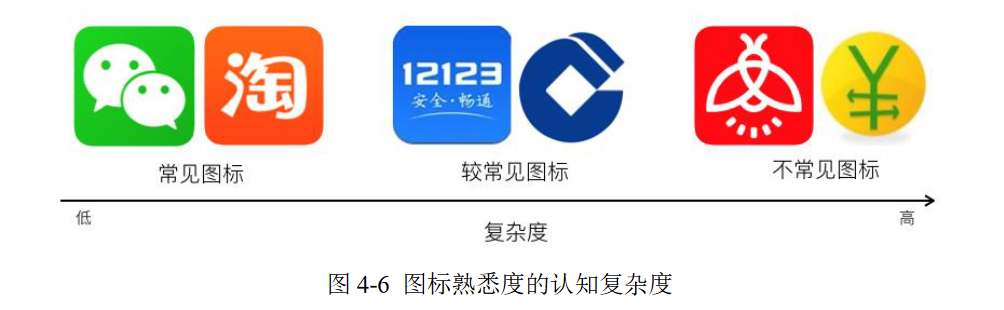 淘
12123
安全·畅通
常见图标
较常见图标
不常见图标
低
高
复杂度
图 4-6 图标熟悉度的认知复杂度